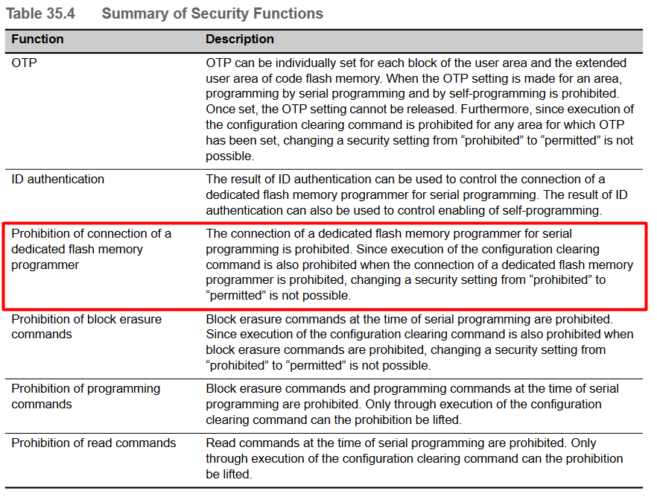 Table 35.4 Summary of Security Functions
Function Description
OTP OTP can be individually set for each block of the user area and the extended
user area of code flash memory. When the OTP setting is made for an area,
programming by serial programming and by self-programming is prohibited.
Once set, the OTP setting cannot be released. Furthermore, since execution of
the configuration clearing command is prohibited for any area for which OTP
has been set, changing a security setting from “prohibited” to “permitted” is not
possible.
ID authentication The result of ID authentication can be used to control the connection of a
dedicated flash memory programmer for serial programming. The result of ID
authentication can also be used to control enabling of self-programming.
Prohibition of connection of a The connection of a dedicated flash memory programmer for serial
dedicated flash memory programming is prohibited. Since execution of the configuration clearing
programmer command is also prohibited when the connection of a dedicated flash memory
programmer is prohibited, changing a security setting from “prohibited” to
“permitted” is not possible.
Prohibition of block erasure Block erasure commands at the time of serial programming are prohibited.
commands Since execution of the configuration clearing command is also prohibited when
block erasure commands are prohibited, changing a security setting from
“prohibited” to “permitted” is not possible.
Prohibition of programming Block erasure commands and programming commands at the time of serial
commands programming are prohibited. Only through execution of the configuration
clearing command can the prohibition be lifted.
Prohibition of read commands Read commands at the time of serial programming are prohibited. Only
through execution of the configuration clearing command can the prohibition
be lifted.